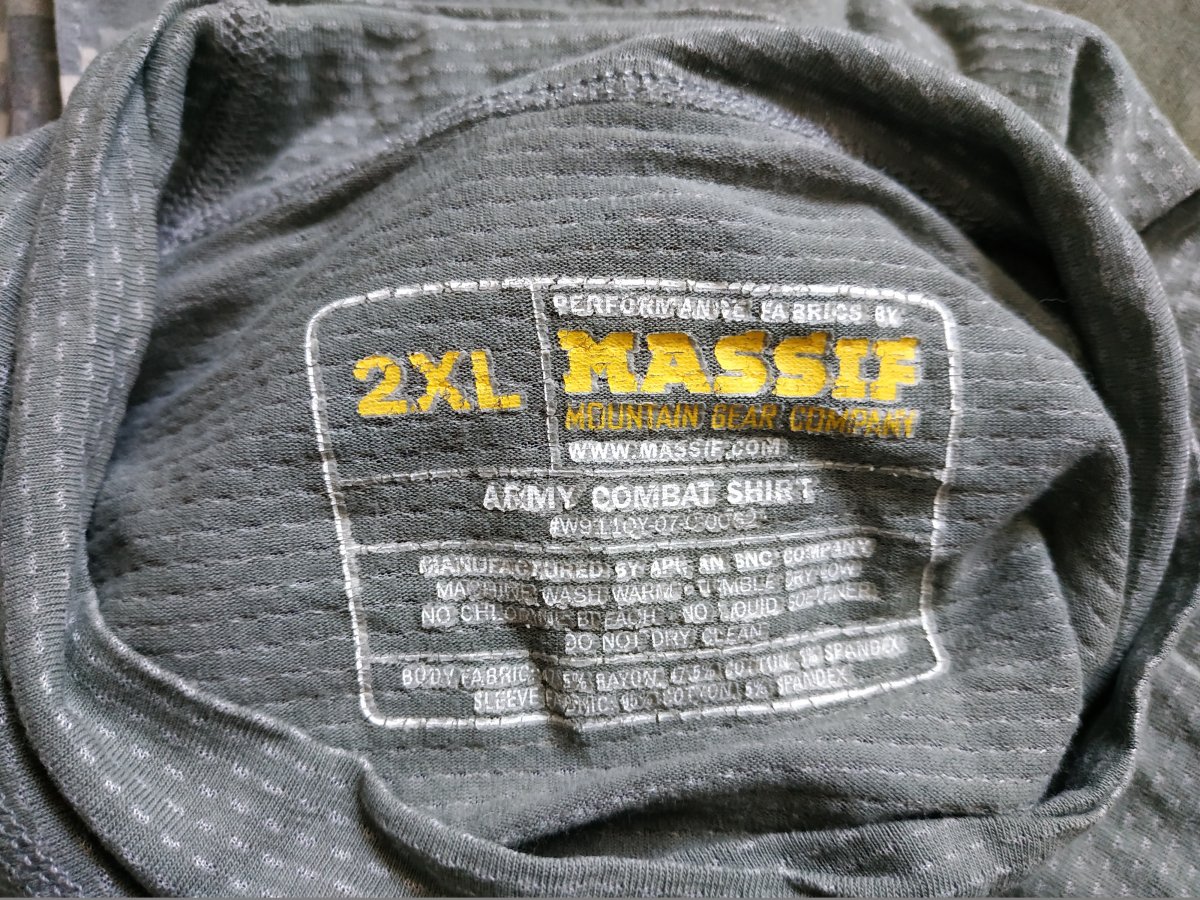 2XL
PERFORMANCE FABRICS BY
MASSIF
MOUNTAIN GEAR COMPANY
WWW.MASSIF.COM
ARMY COMBAT SHIRT
MANUFACTURED BY COMPANY
MACHINE WASH WARM TUMBLE DRY LOW
NO CHLORINE BLEACH NO LIQUID SOFTENER
DO NOT DRY CLEAN
BODY FABRIC: RAYON, COTTON, SPANDEX
SLEEVE COTTON, SPANDEX